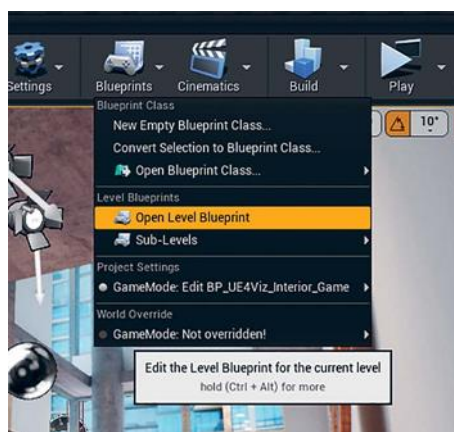 Settings
Blueprints
Cinematics
Build
Play
Blueprint Class
New Empty Blueprint Class...
Convert Selection to Blueprint Class...
Open Blueprint Class...
10°
Level Blueprints
Open Level Blueprint
Sub-Levels
Project Settings
GameMode: Edit BP_UE4Viz_Interior_Game
World Override
GameMode: Not overridden!
Edit the Level Blueprint for the current level
hold (Ctrl + Alt) for more